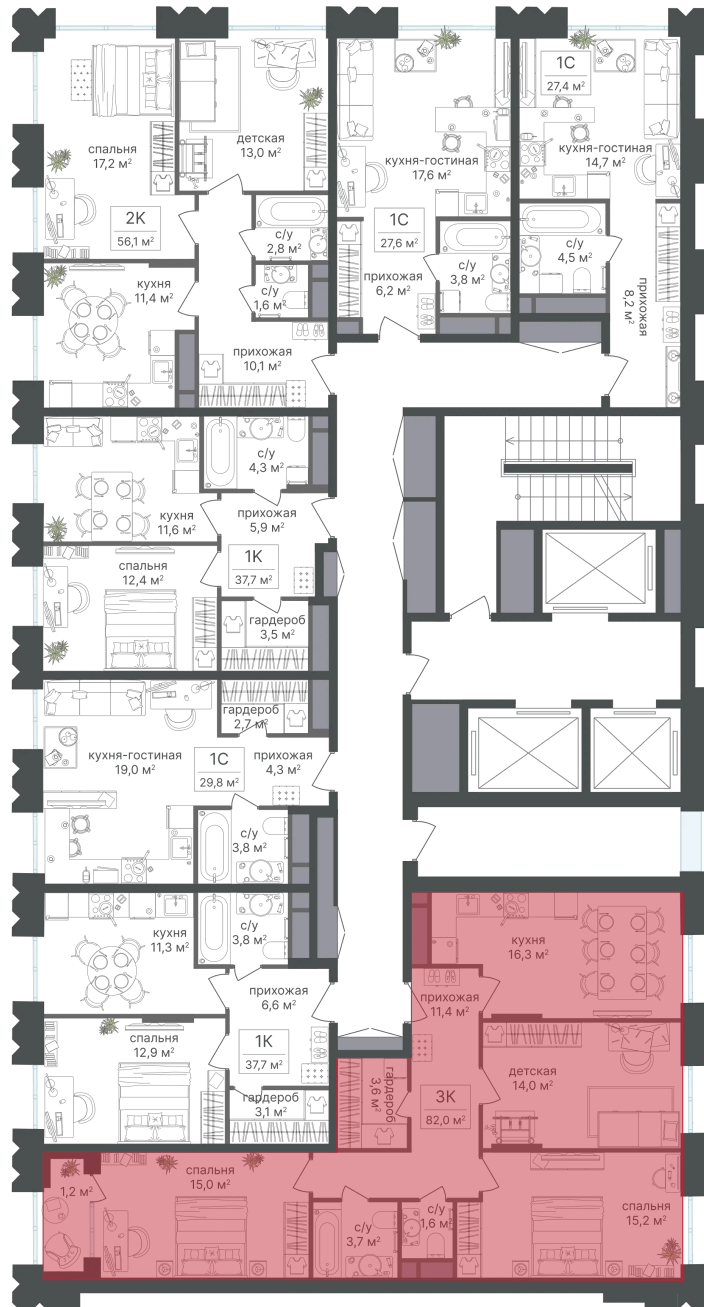 спальня
17,2 м²
детская
13,0 м²
2К
56,1 м²
с/у
2,8 м²
с/у
1,6 м²
кухня
11,4 м²
прихожая
10,1 м²
кухня-гостиная
17,6 м²
1С
27,6 м²
прихожая
6,2 м²
с/у
3,8 м²
1С
27,4 м²
кухня-гостиная
14,7 м²
с/у
4,5 м²
прихожая
8,2 м²
с/у
4,3 м²
кухня
11,6 м²
прихожая
5,9 м²
спальня
12,4 м²
1К
37,7 м²
гардероб
3,5 м²
гардероб
2,7 м²
кухня-гостиная
19,0 м²
1С
29,8 м²
прихожая
4,3 м²
с/у
3,8 м²
с/у
3,8 м²
кухня
11,3 м²
прихожая
6,6 м²
спальня
12,9 м²
1К
37,7 м²
гардероб
3,1 м²
кухня
16,3 м²
прихожая
11,4 м²
детская
14,0 м²
гардероб
3,6 м²
3К
82,0 м²
1,2 м²
спальня
15,0 м²
с/у
3,7 м²
с/у
1,6 м²
спальня
15,2 м²